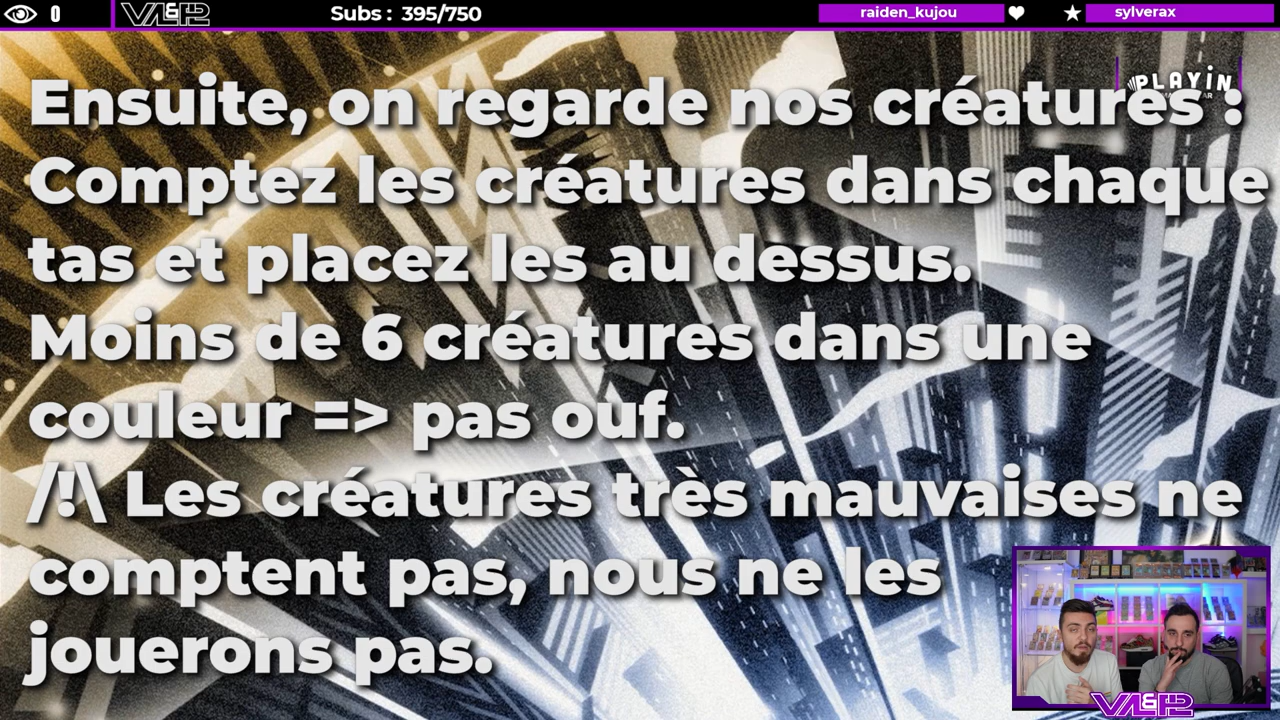 0
VAL&PL
Subs : 395/750
raiden_kujou
sylverax
PLAYIN
Ensuite, on regarde nos créatures :
Comptez les créatures dans chaque
tas et placez les au dessus.
Moins de 6 créatures dans une
couleur => pas ouf.
/!\ Les créatures très mauvaises ne
comptent pas, nous ne les
jouerons pas.